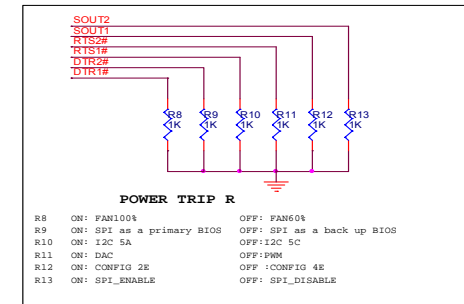 SOUT2
SOUT1
RTS2#
RTS1#
DTR2#
DTR1#
R8 R9 R10 R11 R12 R13
1K 1K 1K 1K 1K 1K
POWER TRIP R
R8 ON: FAN100% OFF: FAN60%
R9 ON: SPI as a primary BIOS OFF: SPI as a back up BIOS
R10 ON: I2C 5A OFF:I2C 5C
R11 ON: DAC OFF:PWM
R12 ON: CONFIG 2E OFF :CONFIG 4E
R13 ON: SPI_ENABLE OFF: SPI_DISABLE